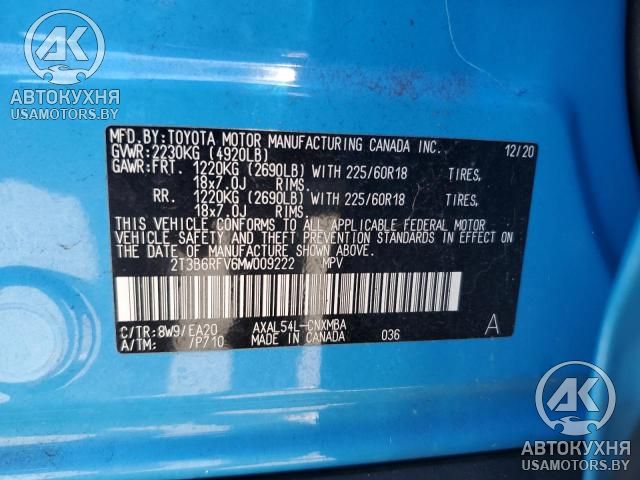 AK
АВТОКУХНЯ
USAMOTORS.BY
MFD.BY:TOYOTA MOTOR MANUFACTURING CANADA INC. 12/20
GVWR:2230KG (4920LB)
GAWR:FRT. 1220KG (2690LB) WITH 225/60R18 TIRES,
18x7.0J RIMS.
RR. 1220KG (2690LB) WITH 225/60R18 TIRES,
18x7.0J RIMS.
THIS VEHICLE CONFORMS TO ALL APPLICABLE FEDERAL MOTOR
VEHICLE SAFETY AND THEFT PREVENTION STANDARDS IN EFFECT ON
THE DATE OF MANUFACTURE SHOWN ABOVE.
2T3B6RFV6MW009222 MPV
C/TR:8W9/EA20 AXAL54L-CNXMBA A
A/TM: /P710 MADE IN CANADA 036
AK
АВТОКУХНЯ
USAMOTORS.BY